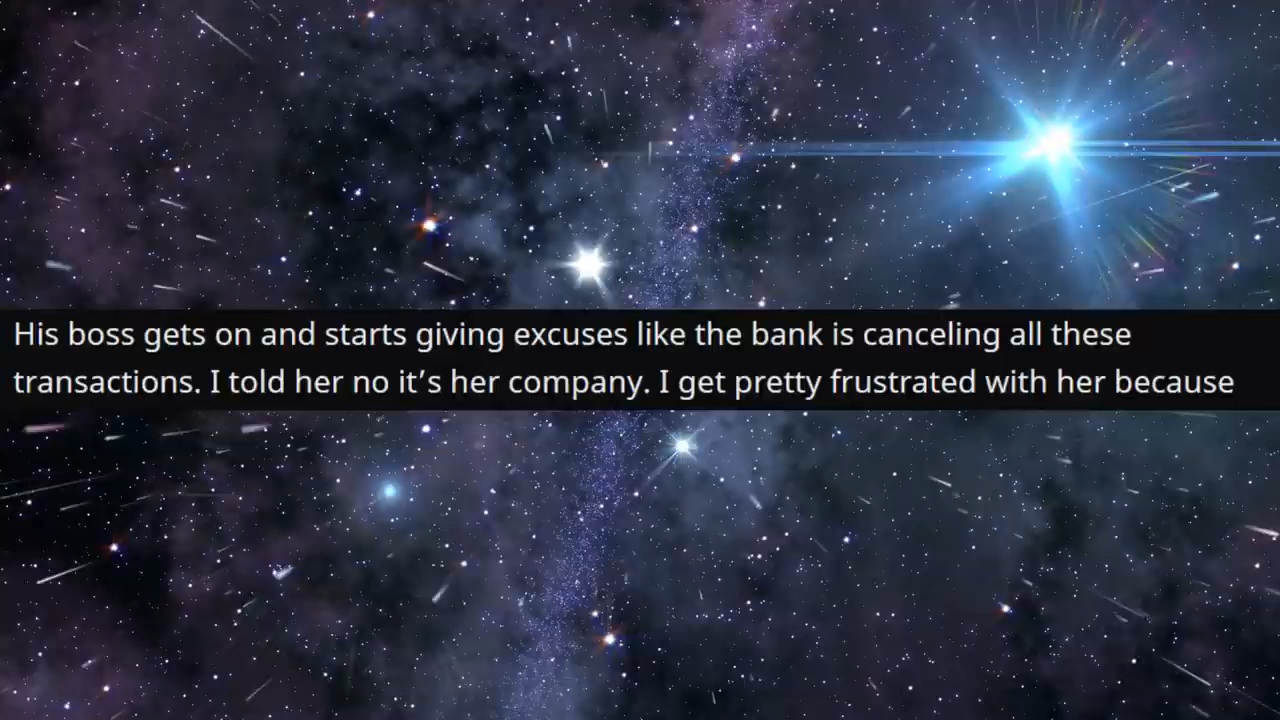 His boss gets on and starts giving excuses like the bank is canceling all these
transactions. I told her no it’s her company. I get pretty frustrated with her because